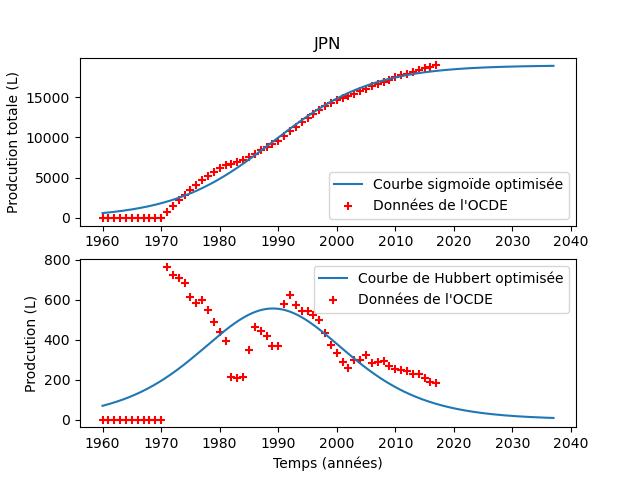 JPN
Prodcution totale (L)
15000
10000
5000
0
Courbe sigmoïde optimisée
Données de l'OCDE
1960 1970 1980 1990 2000 2010 2020 2030 2040
Prodcution (L)
800
600
400
200
0
Courbe de Hubbert optimisée
Données de l'OCDE
1960 1970 1980 1990 2000 2010 2020 2030 2040
Temps (années)